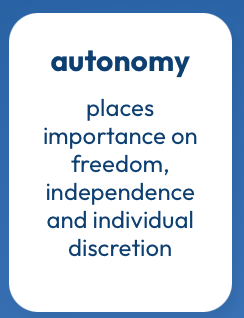 autonomy
places
importance on
freedom,
independence
and individual
discretion